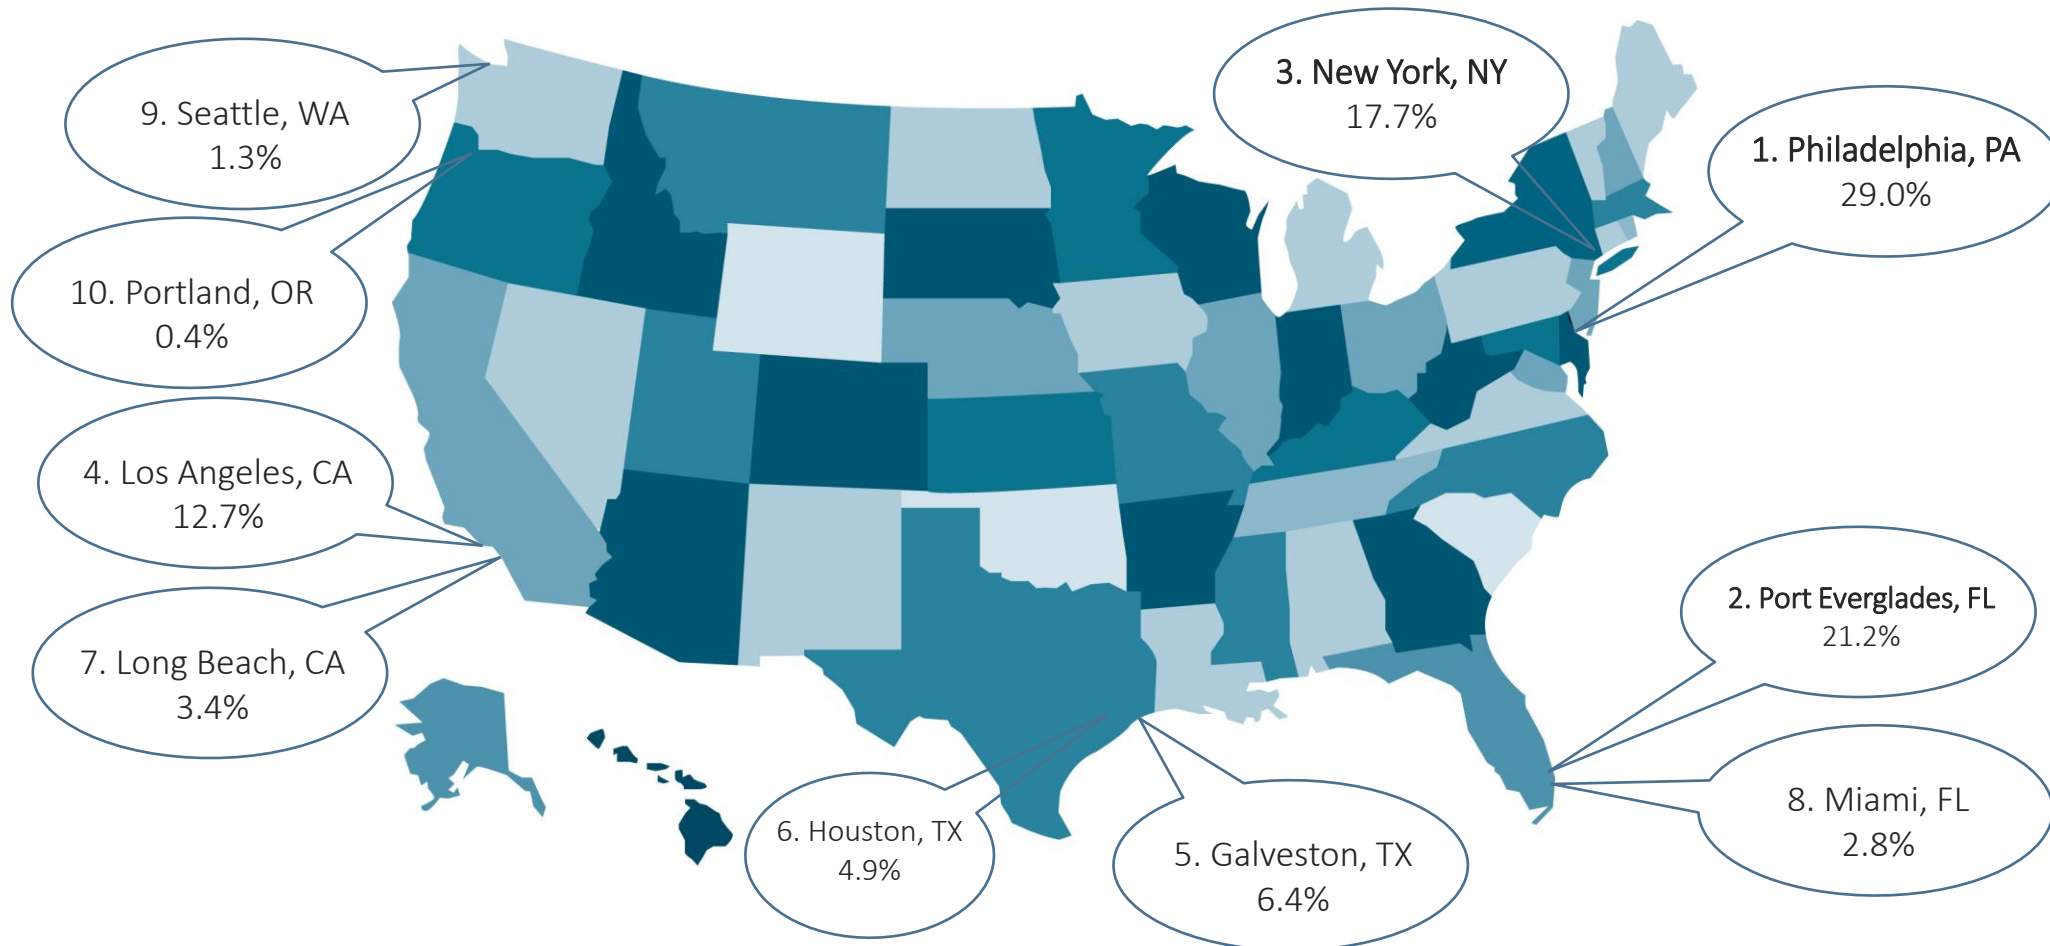 3. New York, NY
17.7%
9. Seattle, WA
1.3%
1. Philadelphia, PA
29.0%
10. Portland, OR
0.4%
4. Los Angeles, CA
12.7%
2. Port Everglades, FL
21.2%
7. Long Beach, CA
3.4%
8. Miami, FL
2.8%
6. Houston, TX
4.9%
5. Galveston, TX
6.4%